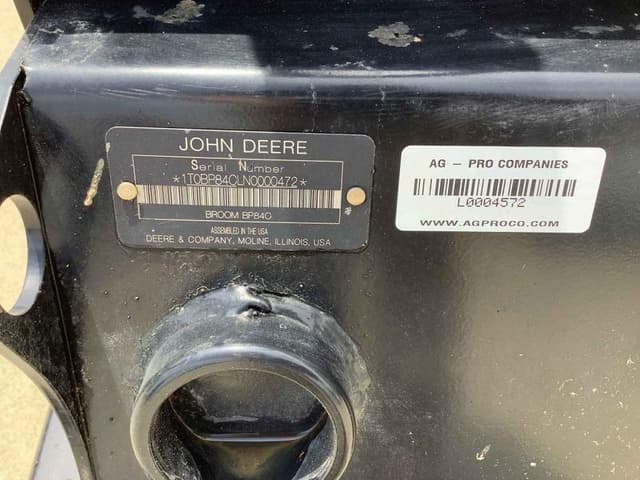 JOHN DEERE
Serial Number
*1T0BP84CLN0000472*
BROOM BP84C
ASSEMBLED IN THE USA
DEERE & COMPANY, MOLINE, ILLINOIS, USA
AG - PRO COMPANIES
L0004572
WWW.AGPROCO.COM